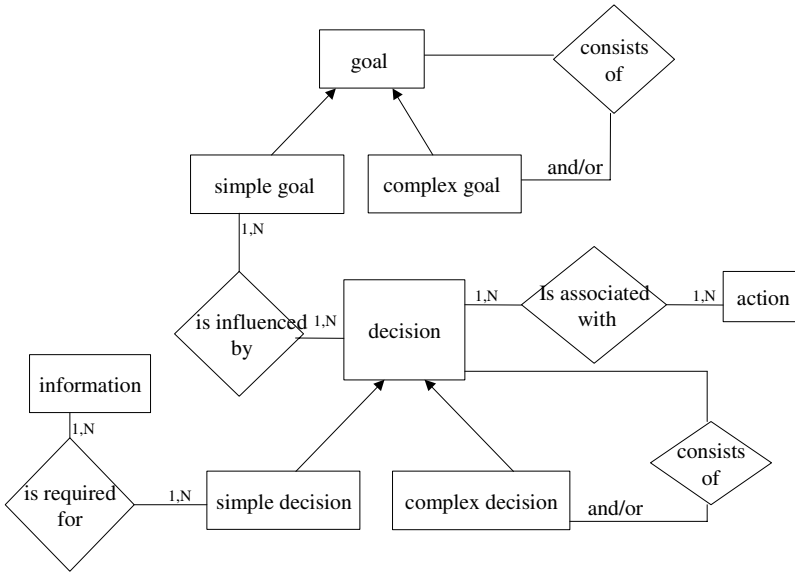 goal
consists
of
simple goal
complex goal
and/or
1,N
is influenced
by
1,N
decision
1,N
Is associated
with
1,N
action
information
1,N
is required
for
1,N
simple decision
complex decision
and/or
consists
of